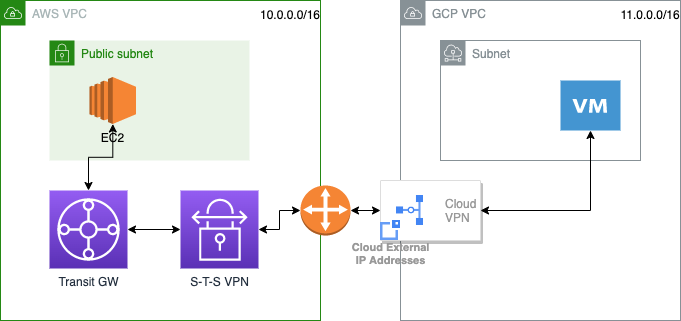 AWS VPC
10.0.0.0/16
GCP VPC
11.0.0.0/16
Public subnet
Subnet
EC2
VM
Cloud
VPN
Cloud External
IP Addresses
Transit GW
S-T-S VPN